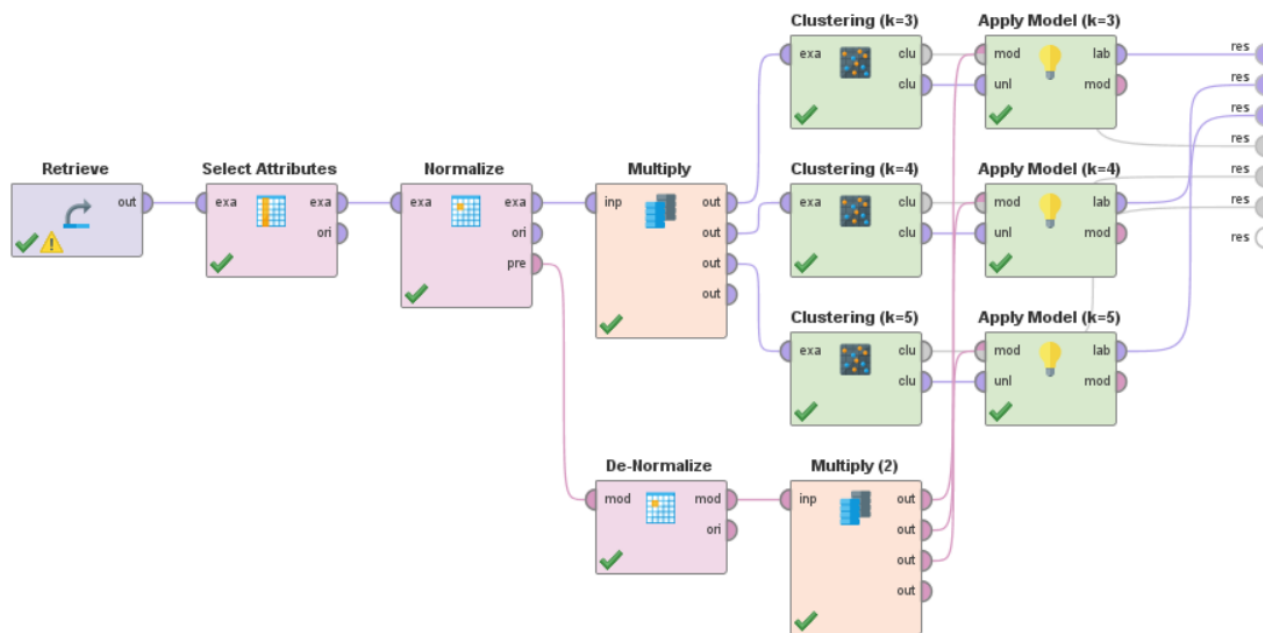 Clustering (k=3) Apply Model (k=3)
exa clu mod lab res
clu unl mod res
res
res
Retrieve Select Attributes Normalize Multiply Clustering (k=4) Apply Model (k=4)
res
out exa exa exa exa inp out exa clu mod lab res
ori ori out clu unl mod res
pre out
out
Clustering (k=5) Apply Model (k=5)
exa clu mod lab
clu unl mod
De-Normalize Multiply (2)
mod mod inp out
ori out
out
out